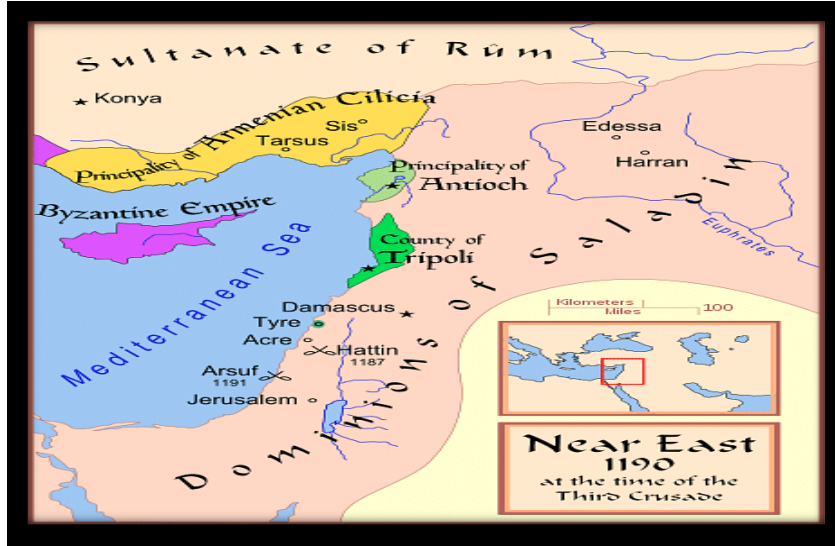 Sultanate of Rûm
Konya
Principality of Armenian Cilicia
Sis
Tarsus
Edessa
Harran
Principality of
Antioch
Byzantine Empire
Euphrates
County of
Tripoli
Mediterranean Sea
Dominions of Saladin
Damascus
Tyre
Acre
Hattin
1187
Arsuf
1191
Jerusalem
Kilometers
Miles
100
Near East
1190
at the time of the
Third Crusade